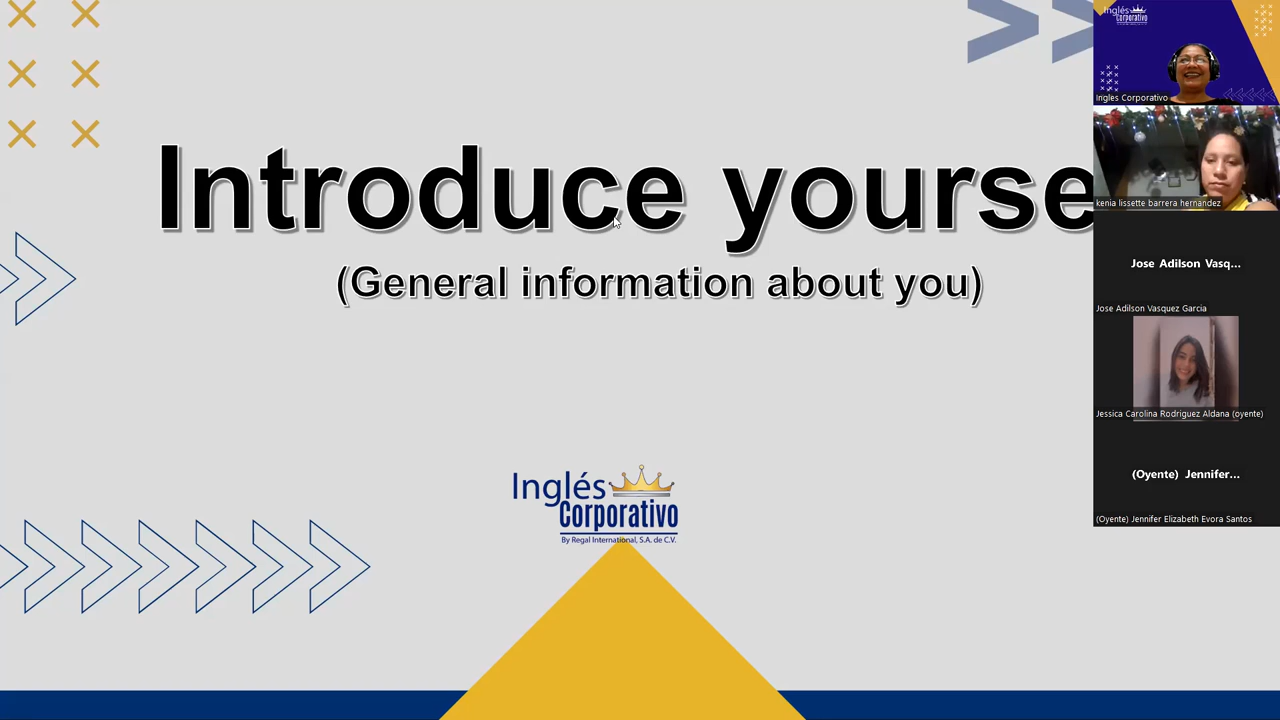 Introduce yourse
(General information about you)
Inglés
Corporativo
By Regal International, S.A. de C.V.
Inglés
Corporativo
Ingles Corporativo
kenia lissette barrera hernandez
Jose Adilson Vasq...
Jose Adilson Vasquez Garcia
Jessica Carolina Rodriguez Aldana (oyente)
(Oyente) Jennifer...
(Oyente) Jennifer Elizabeth Evora Santos